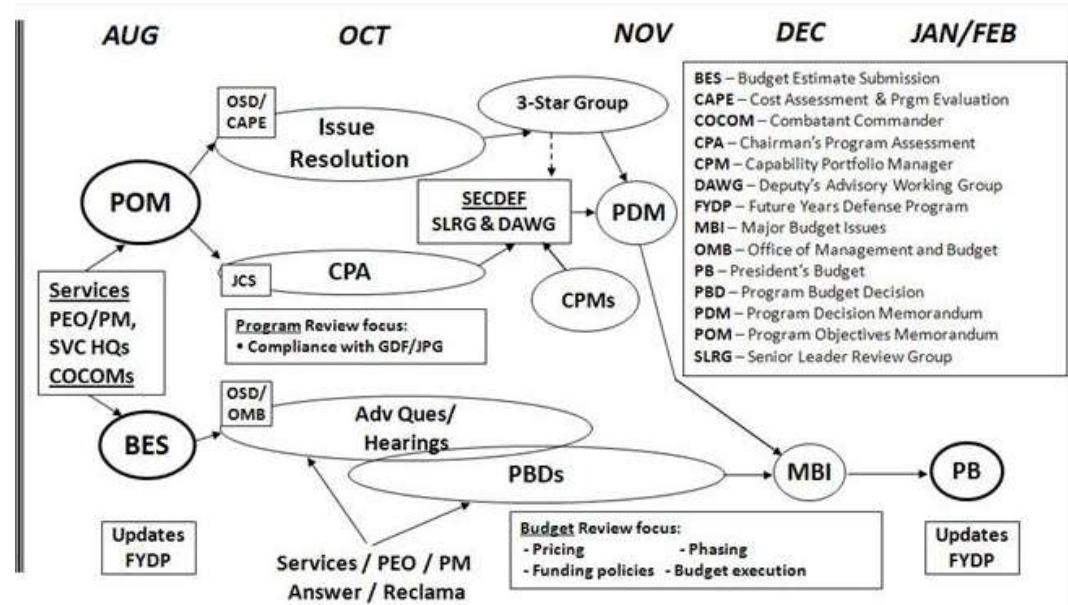 AUG
OCT
NOV
DEC
JAN/FEB
OSD/
CAPE
Issue
Resolution
3-Star Group
POM
SECDEF
SLRG & DAWG
PDM
JCS
CPA
CPMs
Services
PEO/PM,
SVC HQs
COCOMs
Program Review focus:
• Compliance with GDF/JPG
BES – Budget Estimate Submission
CAPE – Cost Assessment & Prgm Evaluation
COCOM – Combatant Commander
CPA – Chairman's Program Assessment
CPM – Capability Portfolio Manager
DAWG – Deputy's Advisory Working Group
FYDP – Future Years Defense Program
MBI – Major Budget Issues
OMB – Office of Management and Budget
PB – President's Budget
PBD – Program Budget Decision
PDM – Program Decision Memorandum
POM – Program Objectives Memorandum
SLRG – Senior Leader Review Group
OSD/
OMB
Adv Ques/
Hearings
BES
PBDs
MBI
PB
Updates
FYDP
Services / PEO / PM
Answer / Reclama
Budget Review focus:
- Pricing - Phasing
- Funding policies - Budget execution
Updates
FYDP